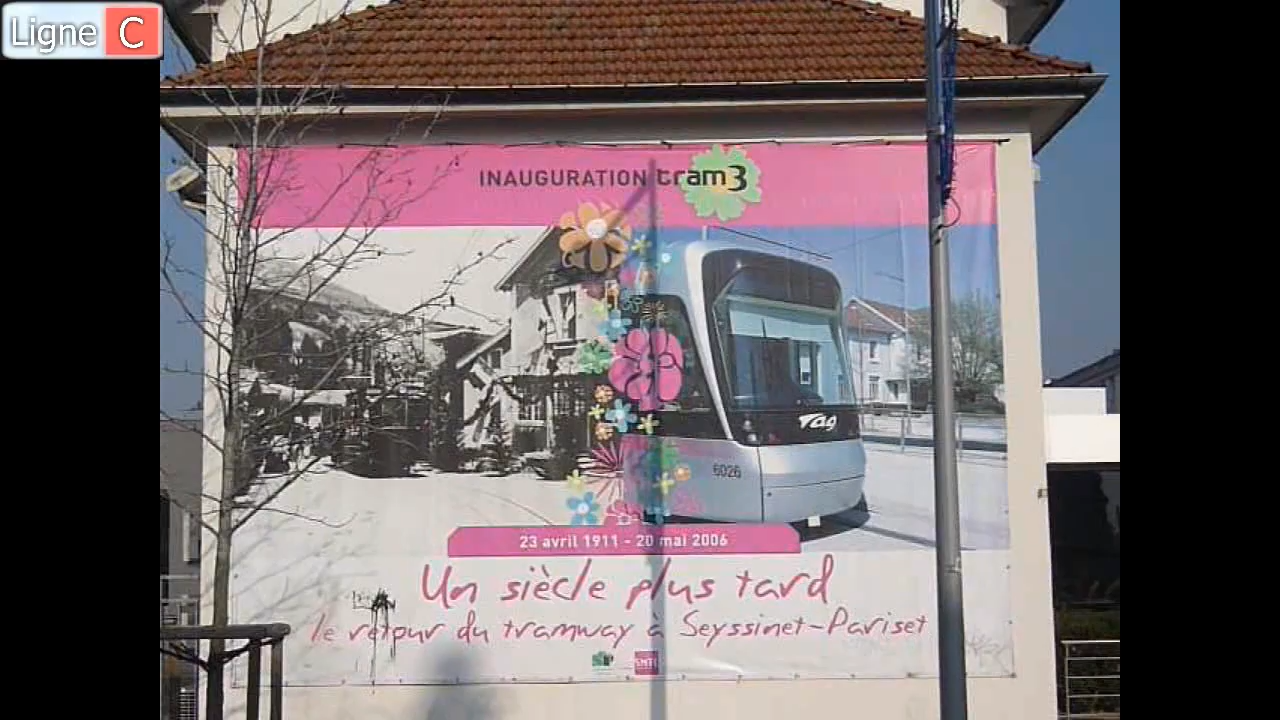 Ligne C
INAUGURATION tram3
Tag
6026
23 avril 1911 - 20 mai 2006
Un siècle plus tard
le retour du tramway à Seyssinet-Pariset
SMTC